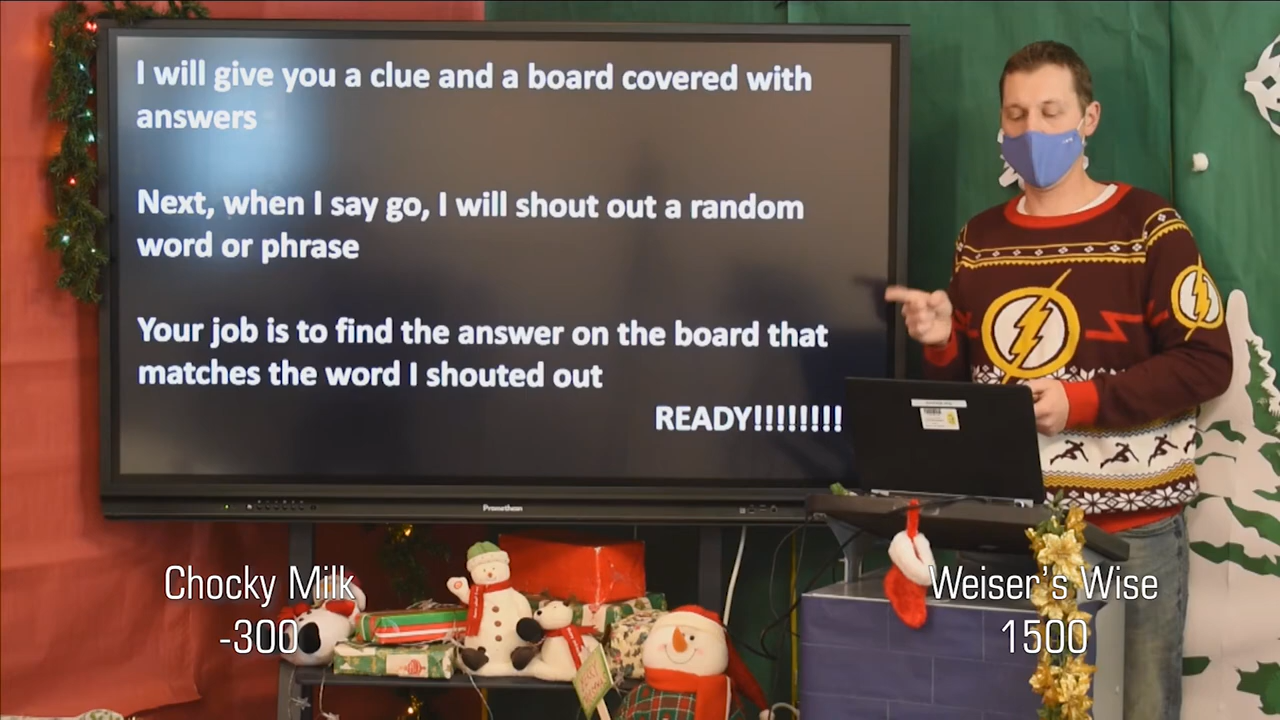 I will give you a clue and a board covered with
answers
Next, when I say go, I will shout out a random
word or phrase
Your job is to find the answer on the board that
matches the word I shouted out
READY!!!!!!!!
Promethean
Chocky Milk
-300
Weiser's Wise
1500